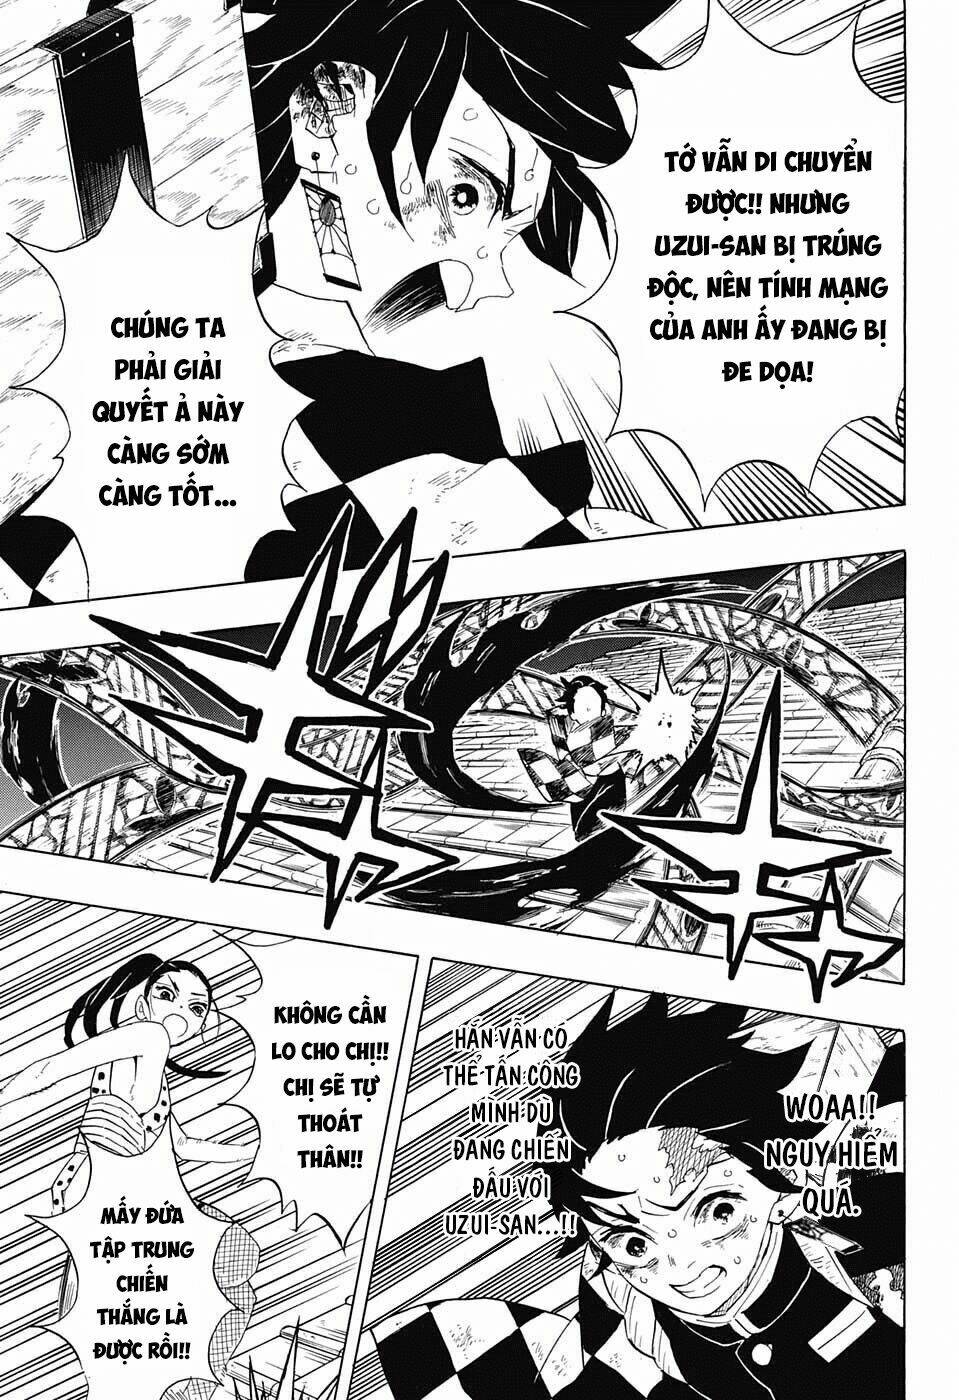 TỚ VẪN DI CHUYỂN
ĐƯỢC!! NHƯNG
UZUI-SAN BỊ TRÚNG
ĐỘC, NÊN TÍNH MẠNG
CỦA ANH ẤY ĐANG BỊ
ĐE DỌA!
CHÚNG TA
PHẢI GIẢI
QUYẾT Ả NÀY
CÀNG SỚM
CÀNG TỐT...
WOAA!!
NGUY HIỂM
QUÁ.
HẮN VẪN CÓ
THỂ TẤN CÔNG
MÌNH DÙ
ĐANG CHIẾN
ĐẤU VỚI
UZUI-SAN...!!
KHÔNG CẦN
LO CHO CHỊ!!
CHỊ SẼ TỰ
THOÁT
THÂN!!
MẤY ĐỨA
TẬP TRUNG
CHIẾN
THẮNG LÀ
ĐƯỢC RỒI!!